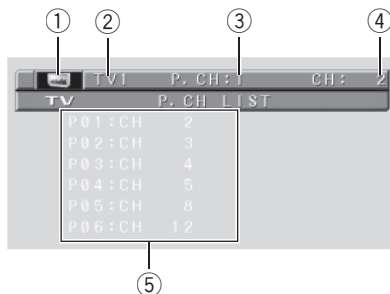 ① ② ③ ④
TV1 P. CH:1 CH: 2
TV P. CH LIST
P01:CH 2
P02:CH 3
P03:CH 4
P04:CH 5
P05:CH 8
P06:CH 12
⑤